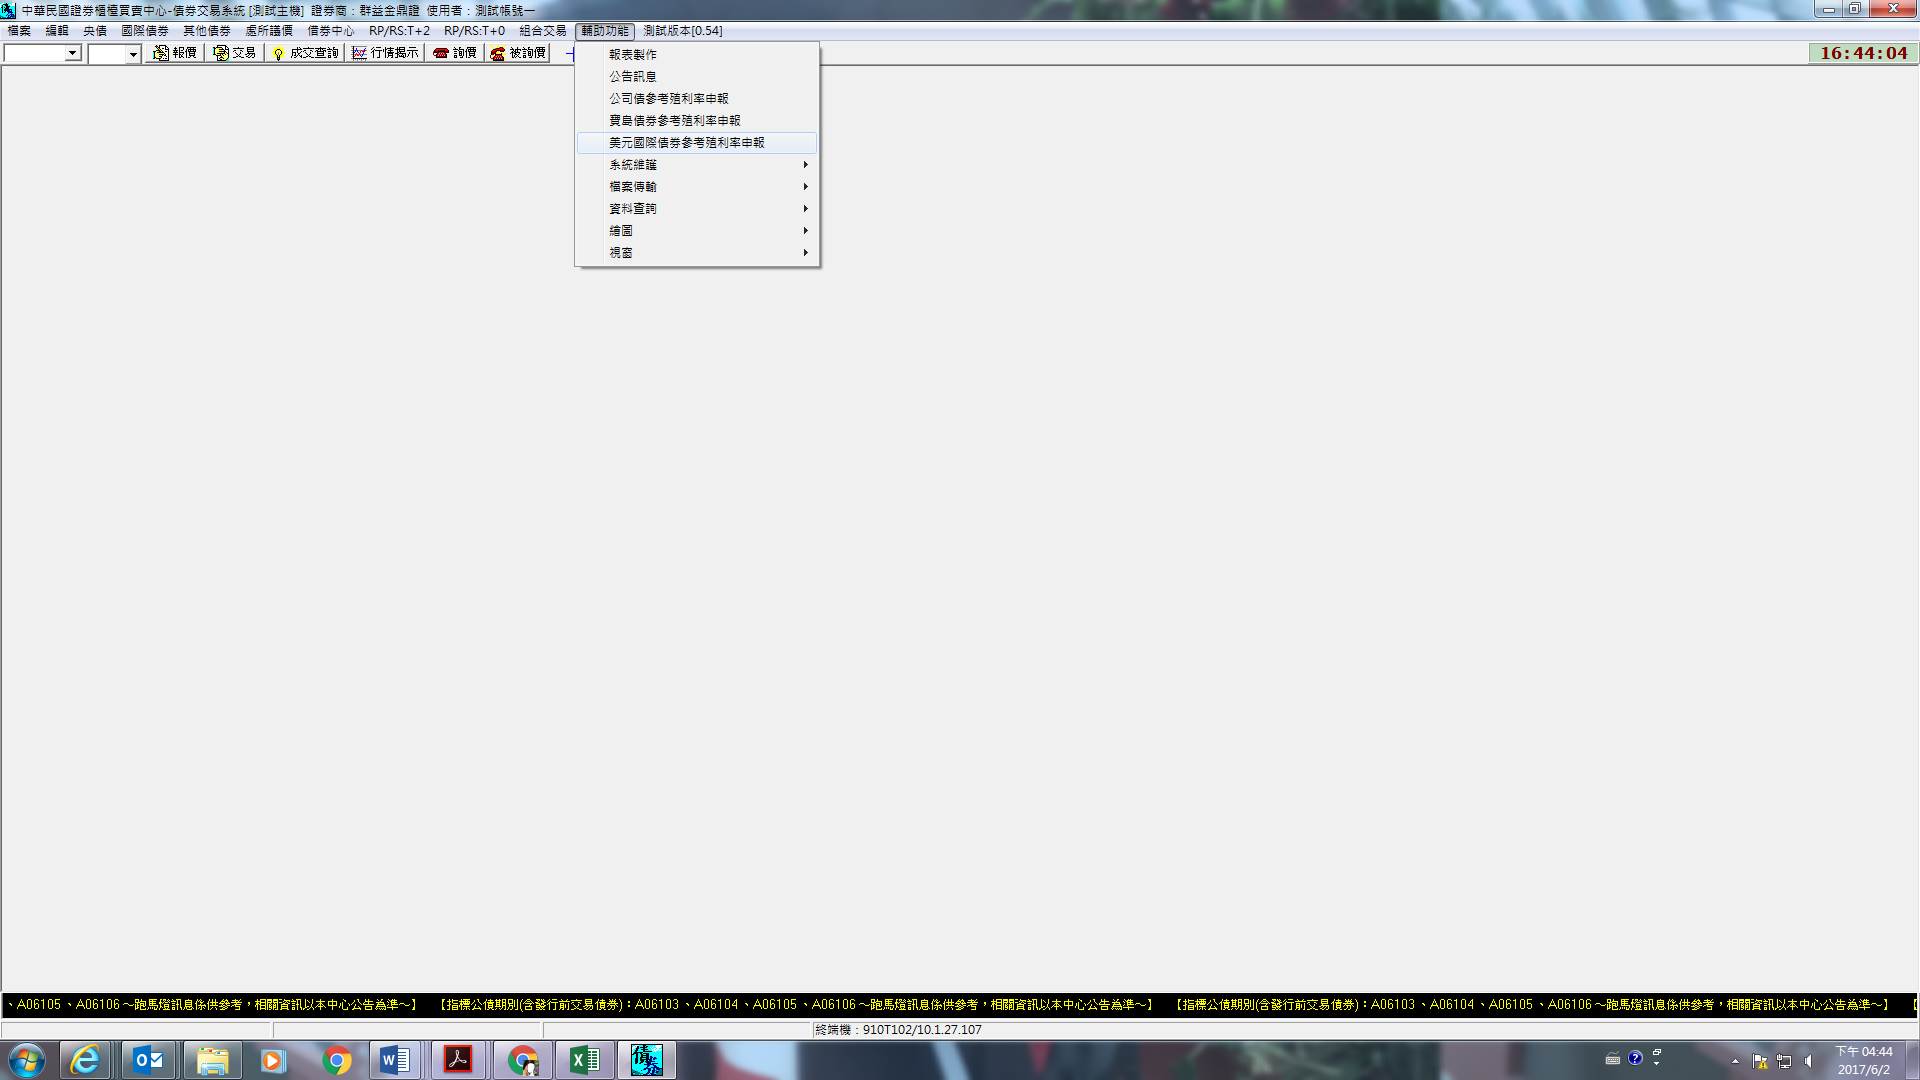 中華民國證券櫃檯買賣中心-債券交易系統 [測試主機] 證券商：群益金鼎證 使用者：測試帳號一
檔案 編輯 央債 國際債券 其他債券 處所議價 借券中心 RP/RS:T+2 RP/RS:T+0 組合交易 輔助功能 測試版本[0.54]
報價 交易 成交查詢 行情揭示 詢價 被詢價 16:44:04
報表製作
公告訊息
公司債參考殖利率申報
寶島債券參考殖利率申報
美元國際債券參考殖利率申報
系統維護
檔案傳輸
資料查詢
繪圖
視窗
、A06105、A06106～跑馬燈訊息係供參考，相關資訊以本中心公告為準～】 【指標公債期別(含發行前交易債券)：A06103、A06104、A06105、A06106～跑馬燈訊息係供參考，相關資訊以本中心公告為準～】 【指標公債期別(含發行前交易債券)：A06103、A06104、A06105、A06106～跑馬燈訊息係供參考，相關資訊以本中心公告為準～】 【
終端機：910T102/10.1.27.107
債券
下午 04:44
2017/6/2